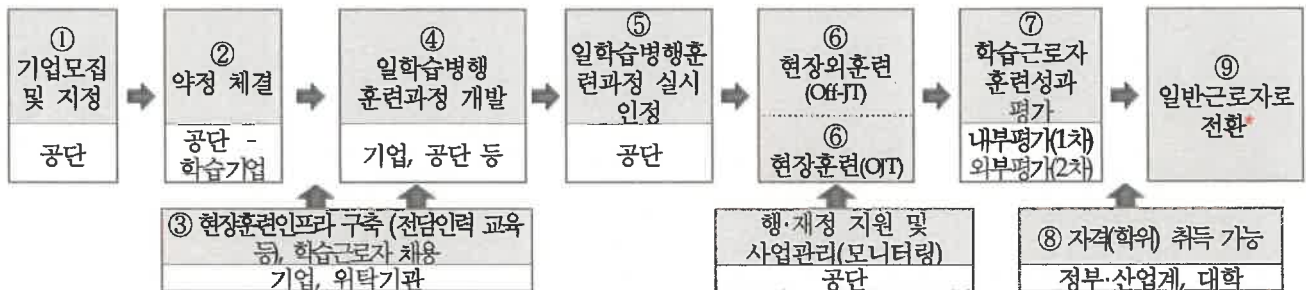 ①
기업모집
및 지정
공단
②
약정 체결
공단 -
학습기업
④
일학습병행
훈련과정 개발
기업, 공단 등
⑤
일학습병행훈
련과정 실시
인정
공단
⑥
현장외훈련
(Off-JT)
⑥
현장훈련(OJT)
⑦
학습근로자
훈련성과
평가
내부평가(1차)
외부평가(2차)
⑨
일반근로자로
전환*
③ 현장훈련인프라 구축 (전담인력 교육
등), 학습근로자 채용
기업, 위탁기관
행·재정 지원 및
사업관리(모니터링)
공단
⑧ 자격(학위) 취득 가능
정부·산업계, 대학